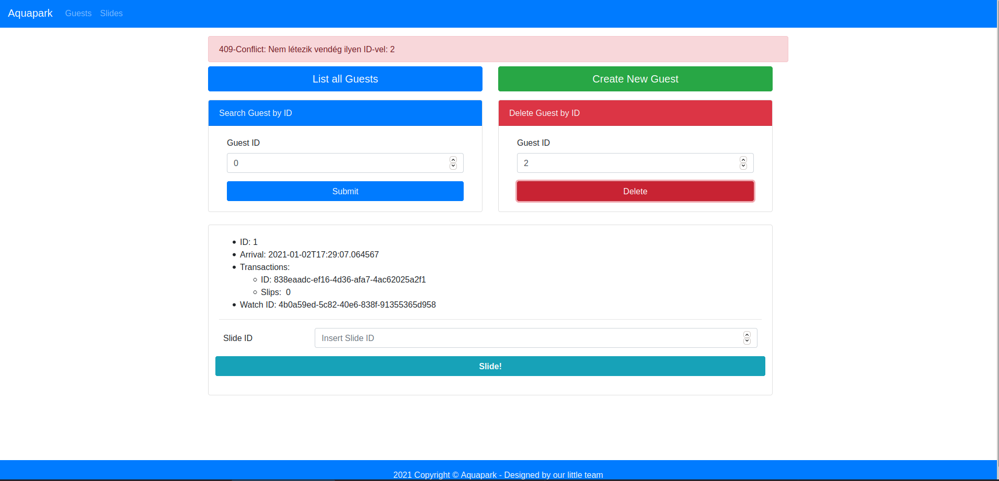 Aquapark Guests Slides
409-Conflict: Nem létezik vendég ilyen ID-vel: 2
List all Guests
Create New Guest
Search Guest by ID
Guest ID
0
Submit
Delete Guest by ID
Guest ID
2
Delete
ID: 1
Arrival: 2021-01-02T17:29:07.064567
Transactions:
ID: 838eaadc-ef16-4d36-afa7-4ac62025a2f1
Slips: 0
Watch ID: 4b0a59ed-5c82-40e6-838f-91355365d958
Slide ID
Insert Slide ID
Slide!
2021 Copyright © Aquapark - Designed by our little team